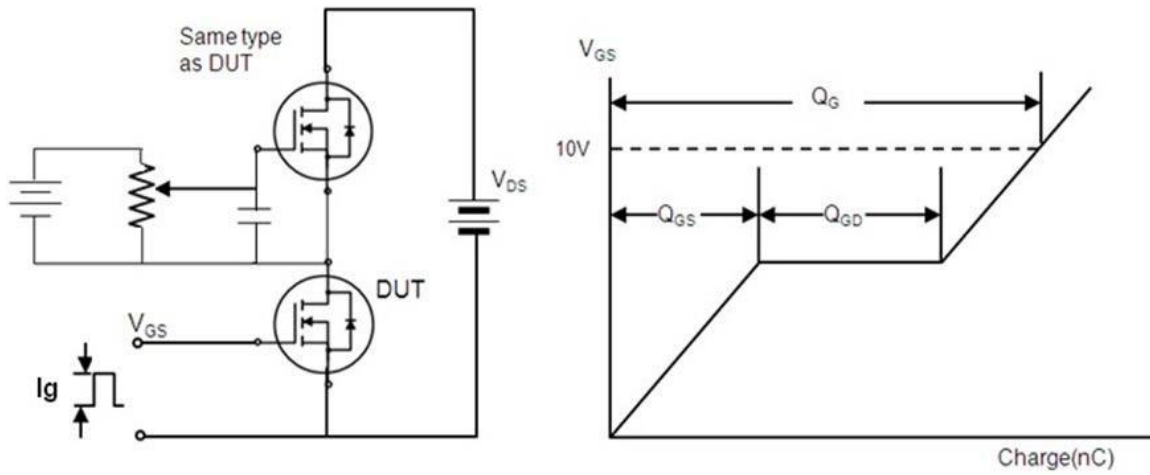 Same type
as DUT
V_DS
DUT
V_GS
Ig
V_GS
Q_G
10V
Q_GS
Q_GD
Charge(nC)